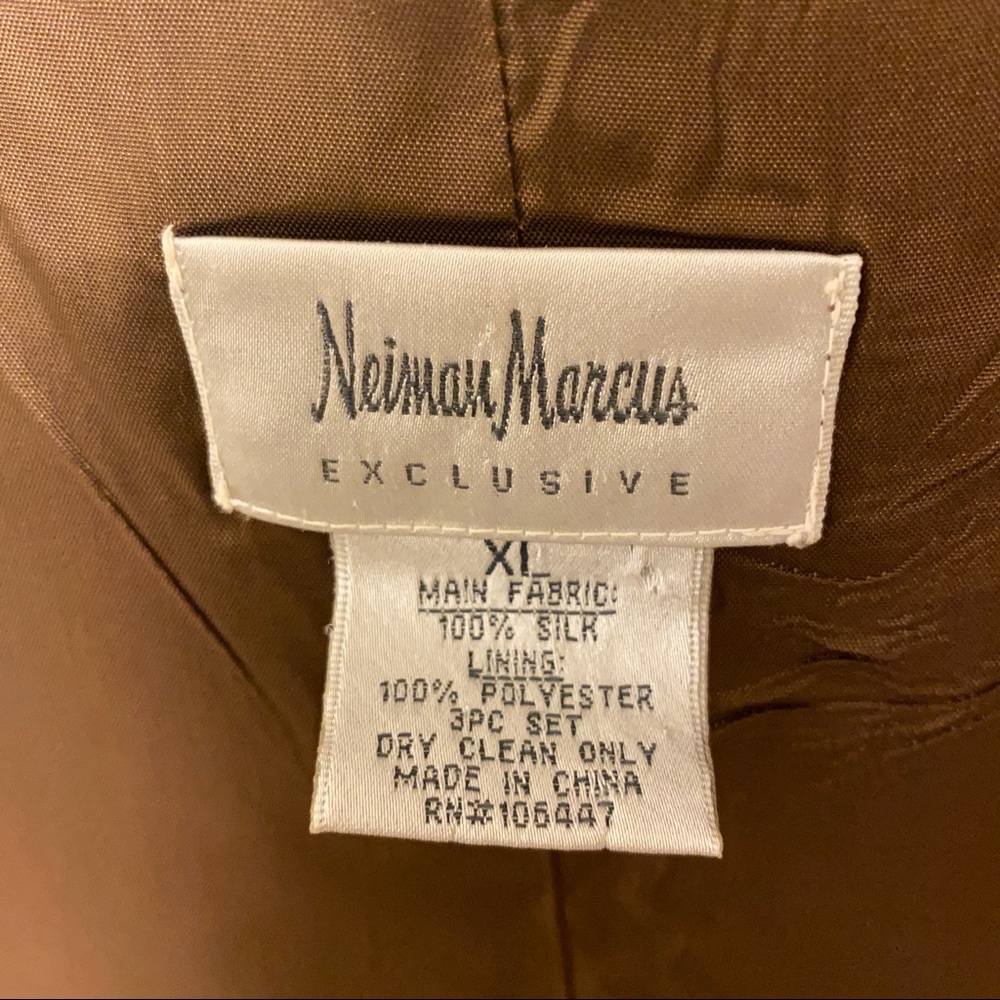 Neiman Marcus
EXCLUSIVE
XL
MAIN FABRIC:
100% SILK
LINING:
100% POLYESTER
3PC SET
DRY CLEAN ONLY
MADE IN CHINA
RN#106447